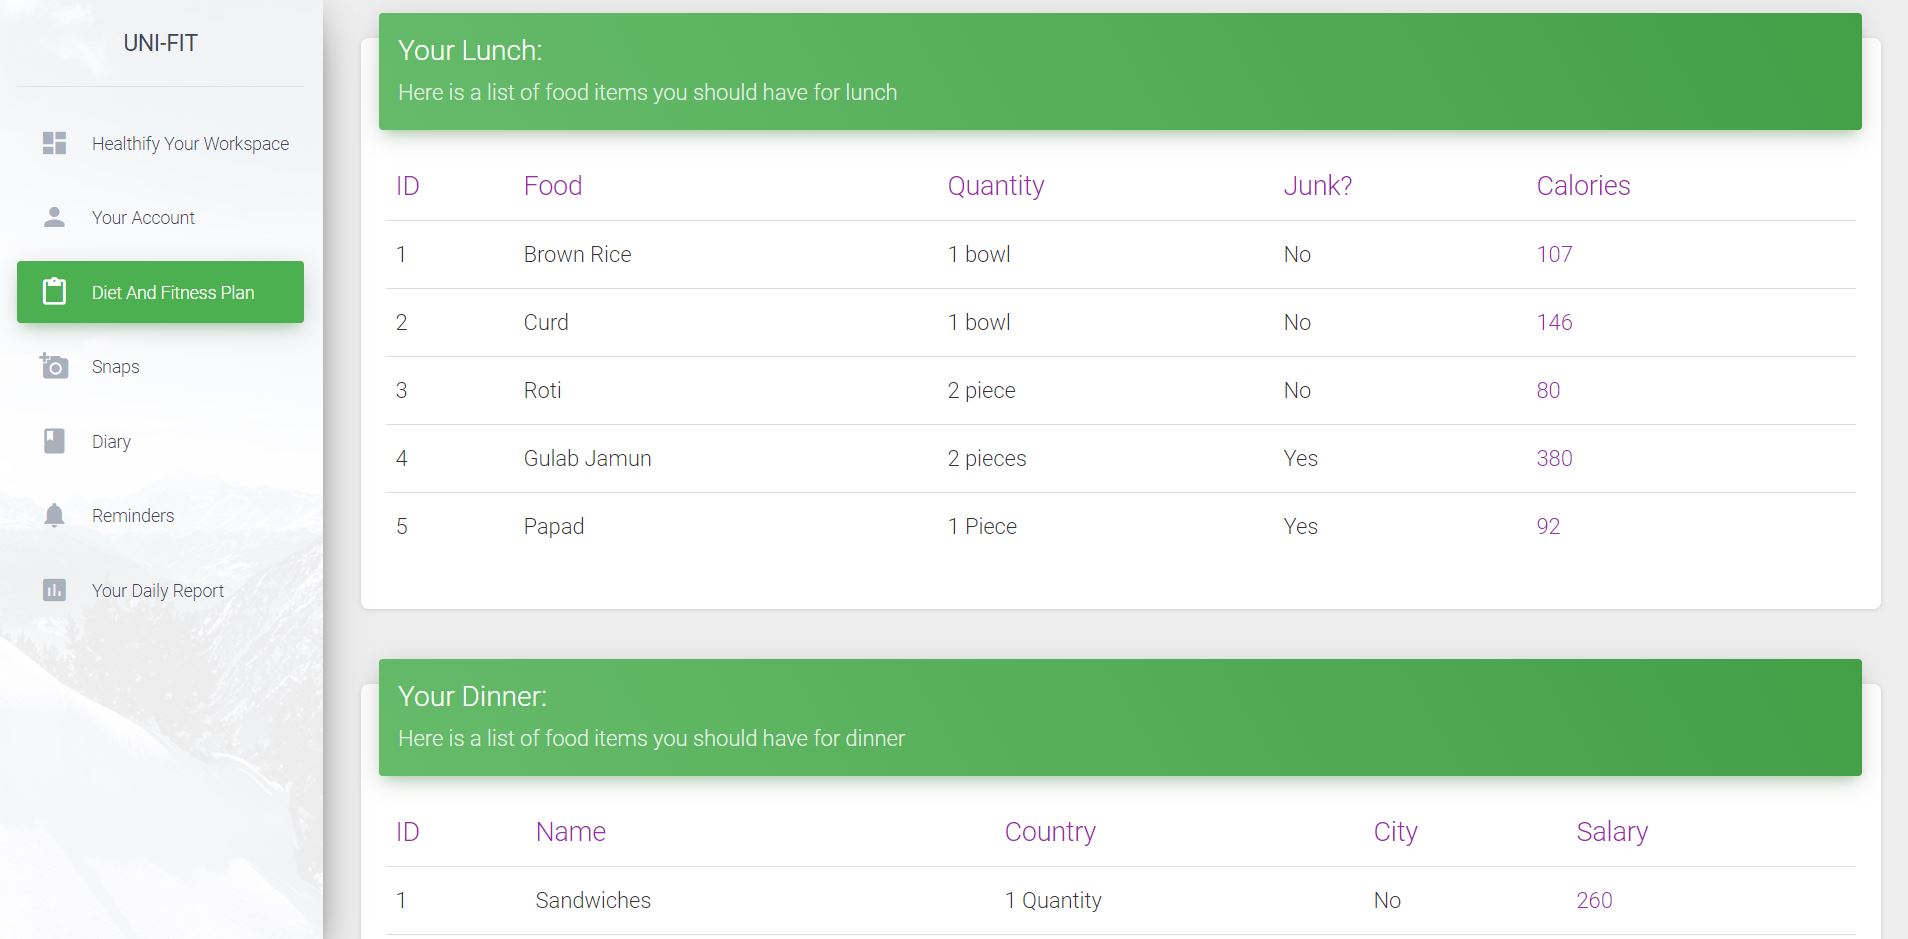 UNI-FIT
Healthify Your Workspace
Your Account
Diet And Fitness Plan
Snaps
Diary
Reminders
Your Daily Report
Your Lunch:
Here is a list of food items you should have for lunch
ID Food Quantity Junk? Calories
1 Brown Rice 1 bowl No 107
2 Curd 1 bowl No 146
3 Roti 2 piece No 80
4 Gulab Jamun 2 pieces Yes 380
5 Papad 1 Piece Yes 92
Your Dinner:
Here is a list of food items you should have for dinner
ID Name Country City Salary
1 Sandwiches 1 Quantity No 260